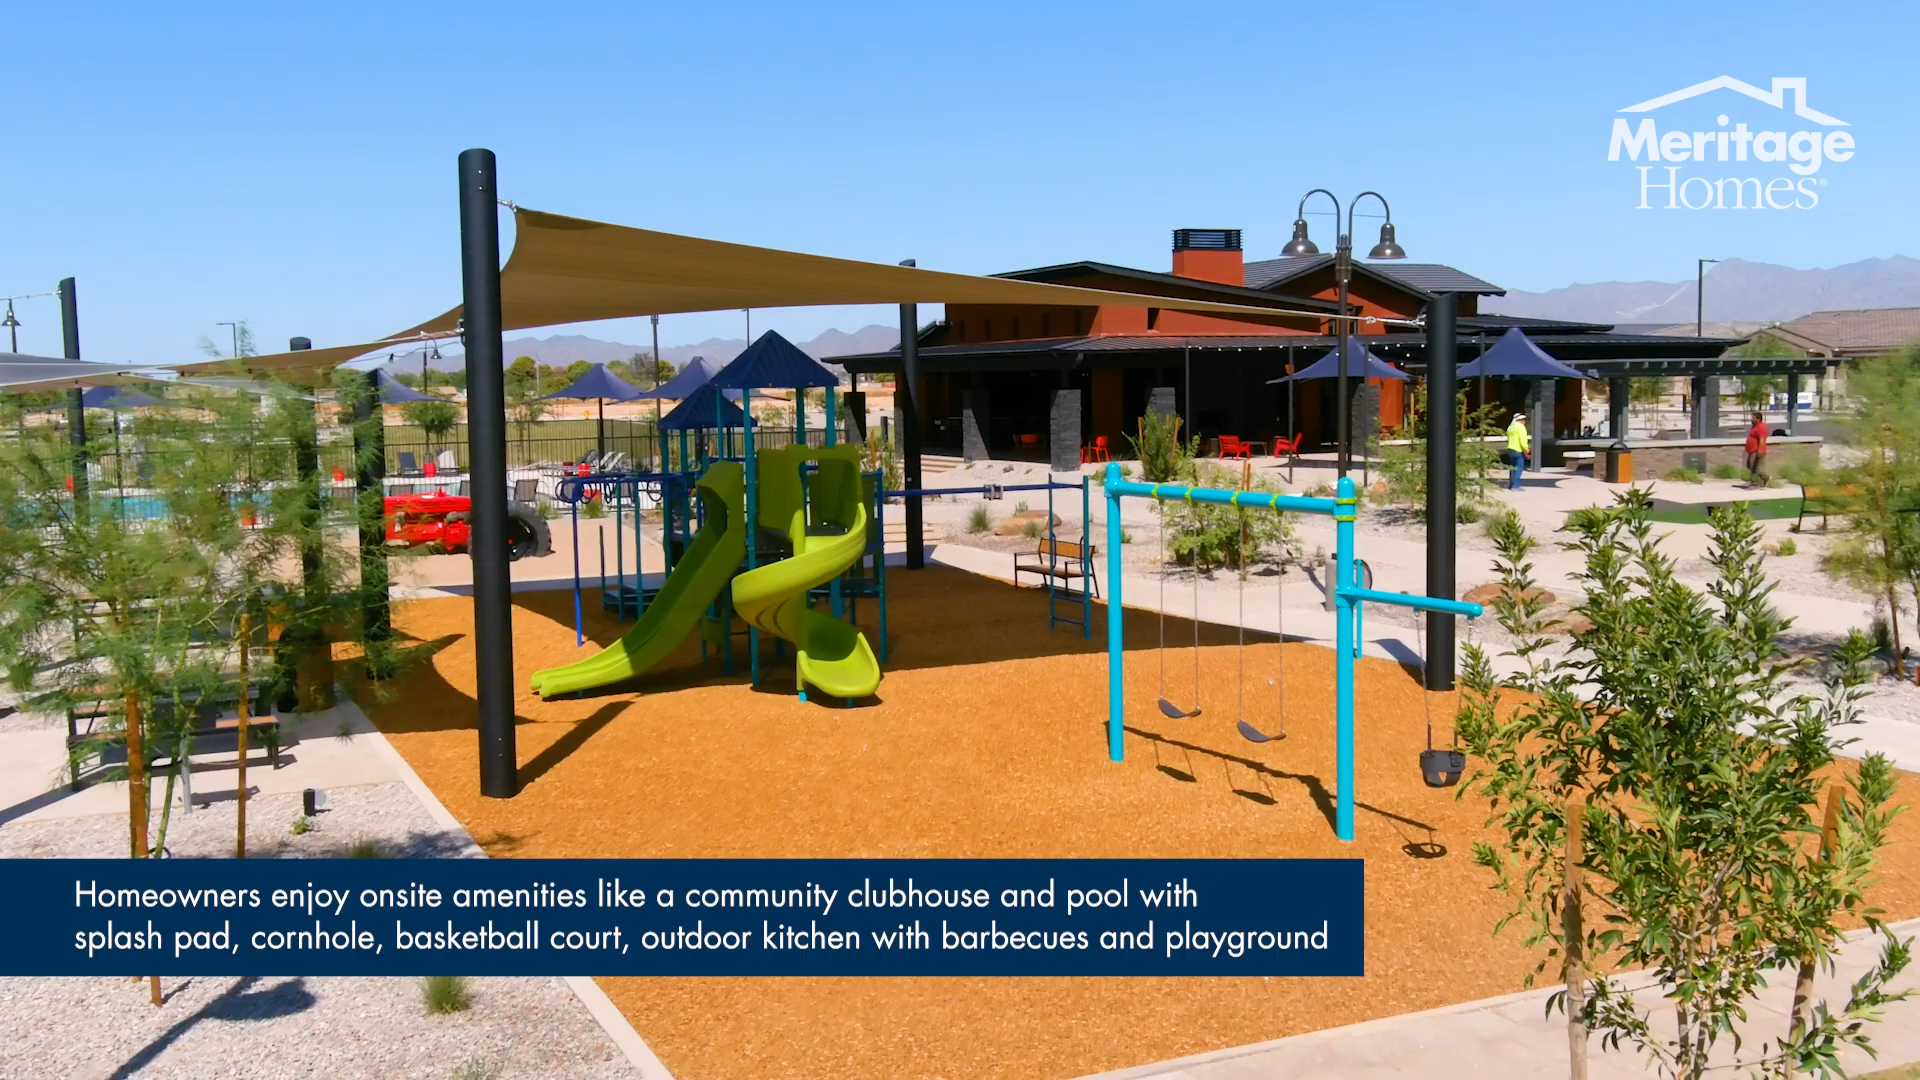 Meritage
Homes®
Homeowners enjoy onsite amenities like a community clubhouse and pool with
splash pad, cornhole, basketball court, outdoor kitchen with barbecues and playground